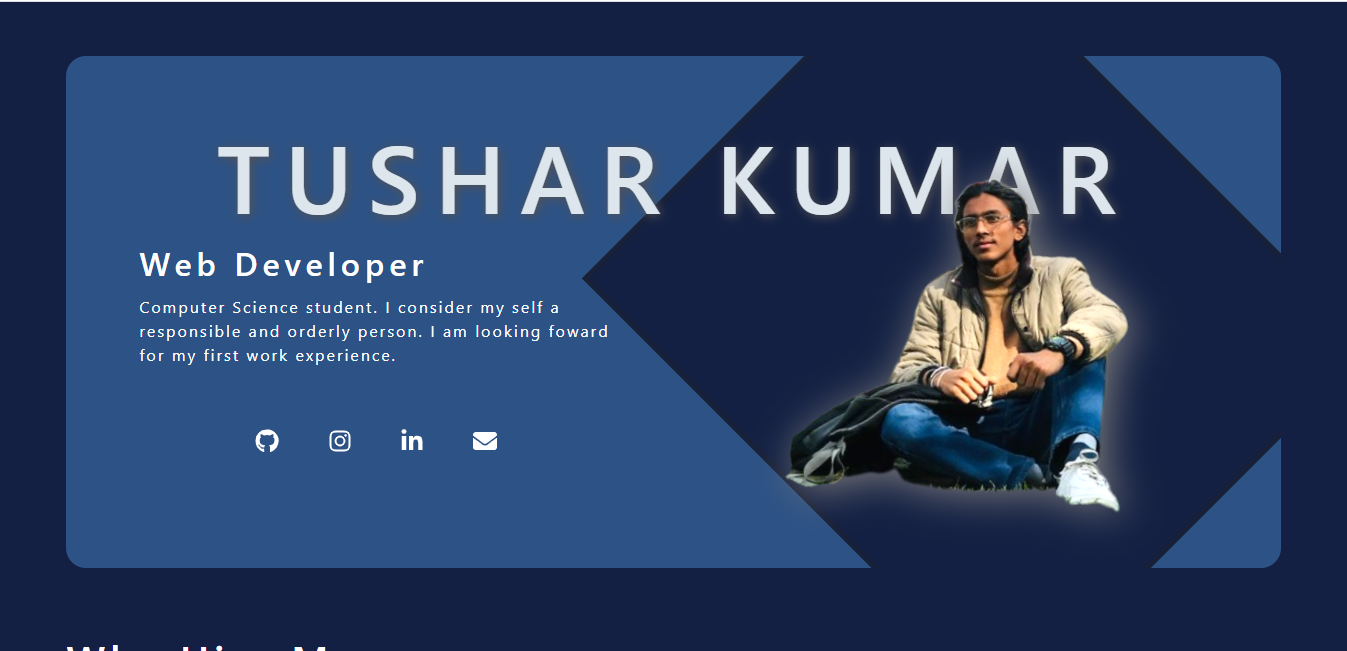 TUSHAR KUMAR
Web Developer
Computer Science student. I consider my self a
responsible and orderly person. I am looking foward
for my first work experience.